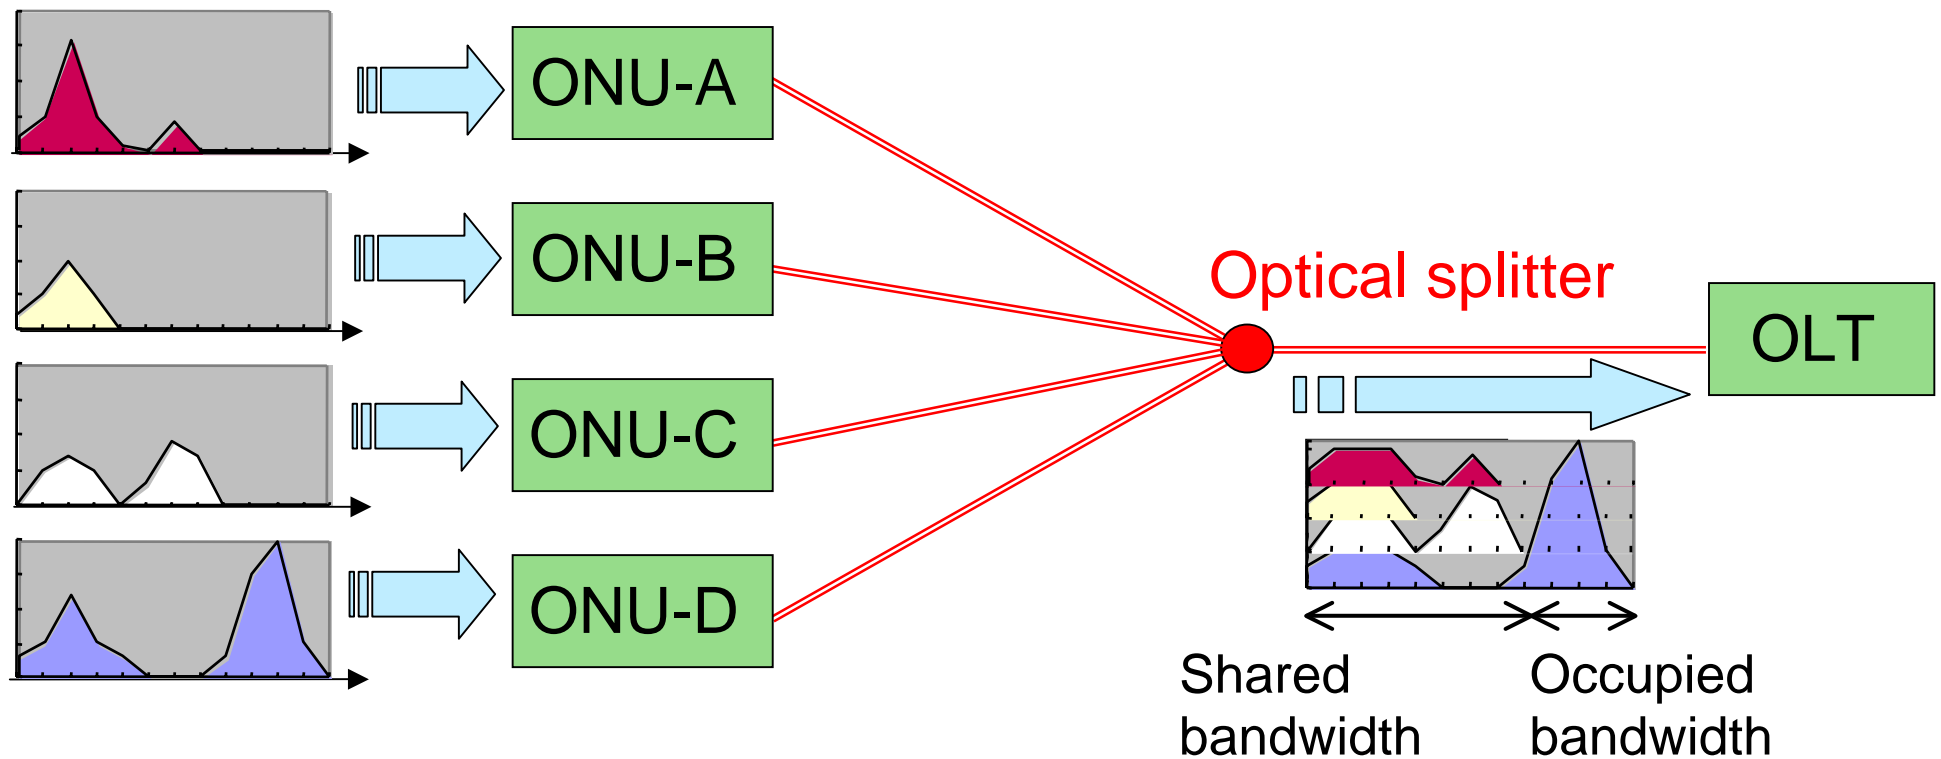 ONU-A
ONU-B
ONU-C
ONU-D
Optical splitter
OLT
Shared
bandwidth
Occupied
bandwidth